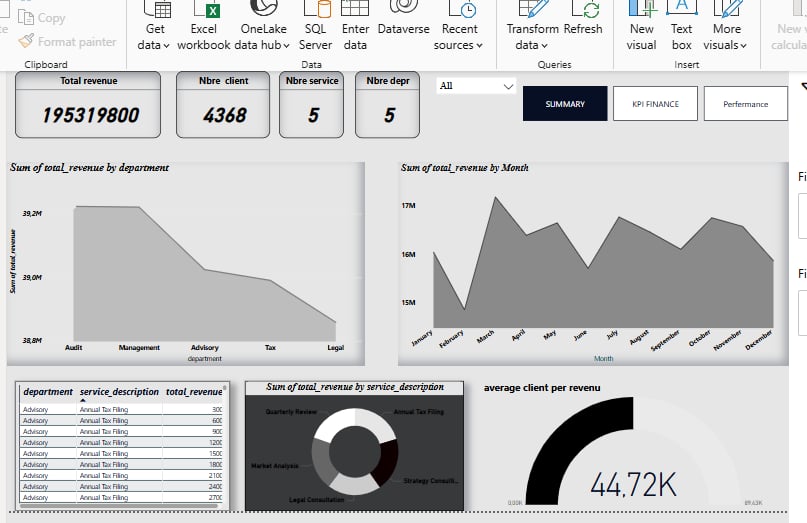 Copy
Format painter
Clipboard
Get data
Excel workbook
OneLake data hub
SQL Server
Enter data
Dataverse
Recent sources
Data
Transform data
Refresh
Queries
New visual
Text box
More visuals
Insert
New
Total revenue
195319800
Nbre client
4368
Nbre service
5
Nbre depr
5
All
SUMMARY
KPI FINANCE
Performance
Sum of total_revenue by department
Sum of total_revenue
39,2M
39,0M
38,8M
Audit Management Advisory Tax Legal
department
Sum of total_revenue by Month
17M
16M
15M
January February March April May June July August September October November December
Month
Fi
Fi
department service_description total_revenue
Advisory Annual Tax Filing 300
Advisory Annual Tax Filing 600
Advisory Annual Tax Filing 900
Advisory Annual Tax Filing 1200
Advisory Annual Tax Filing 1500
Advisory Annual Tax Filing 1800
Advisory Annual Tax Filing 2100
Advisory Annual Tax Filing 2400
Advisory Annual Tax Filing 2700
Sum of total_revenue by service_description
Quarterly Review
Annual Tax Filing
Market Analysis
Strategy Consulti...
Legal Consultation
average client per revenu
44,72K
0,00K
89,43K